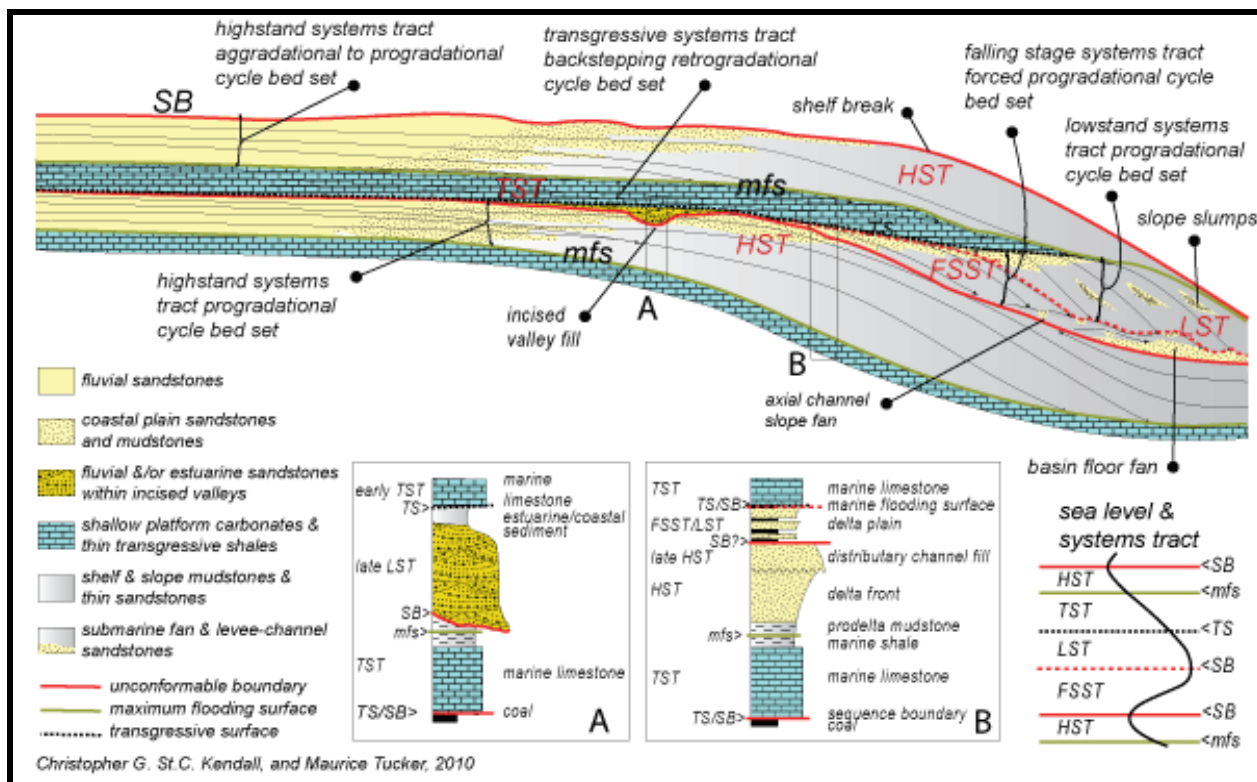 highstand systems tract
aggradational to progradational
cycle bed set
transgressive systems tract
backstepping retrogradational
cycle bed set
falling stage systems tract
forced progradational cycle
bed set
shelf break
lowstand systems
tract progradational
cycle bed set
slope slumps
SB
HST
TST
mfs
TS
HST
mfs
FSST
LST
highstand systems
tract progradational
cycle bed set
incised
valley fill
A
B
axial channel
slope fan
basin floor fan
fluvial sandstones
coastal plain sandstones
and mudstones
fluvial &/or estuarine sandstones
within incised valleys
shallow platform carbonates &
thin transgressive shales
shelf & slope mudstones &
thin sandstones
submarine fan & levee-channel
sandstones
unconformable boundary
maximum flooding surface
transgressive surface
early TST
marine
limestone
TS>
estuarine/coastal
sediment
late LST
SB>
mfs>
TST
marine limestone
TS/SB>
coal
A
TST
marine limestone
TS/SB>
marine flooding surface
FSST/LST
delta plain
SB?>
late HST
distributary channel fill
HST
delta front
mfs>
prodelta mudstone
marine shale
TST
marine limestone
TS/SB>
sequence boundary
coal
B
sea level &
systems tract
<SB
HST
<mfs
TST
<TS
LST
<SB
FSST
<SB
HST
<mfs
Christopher G. St.C. Kendall, and Maurice Tucker, 2010